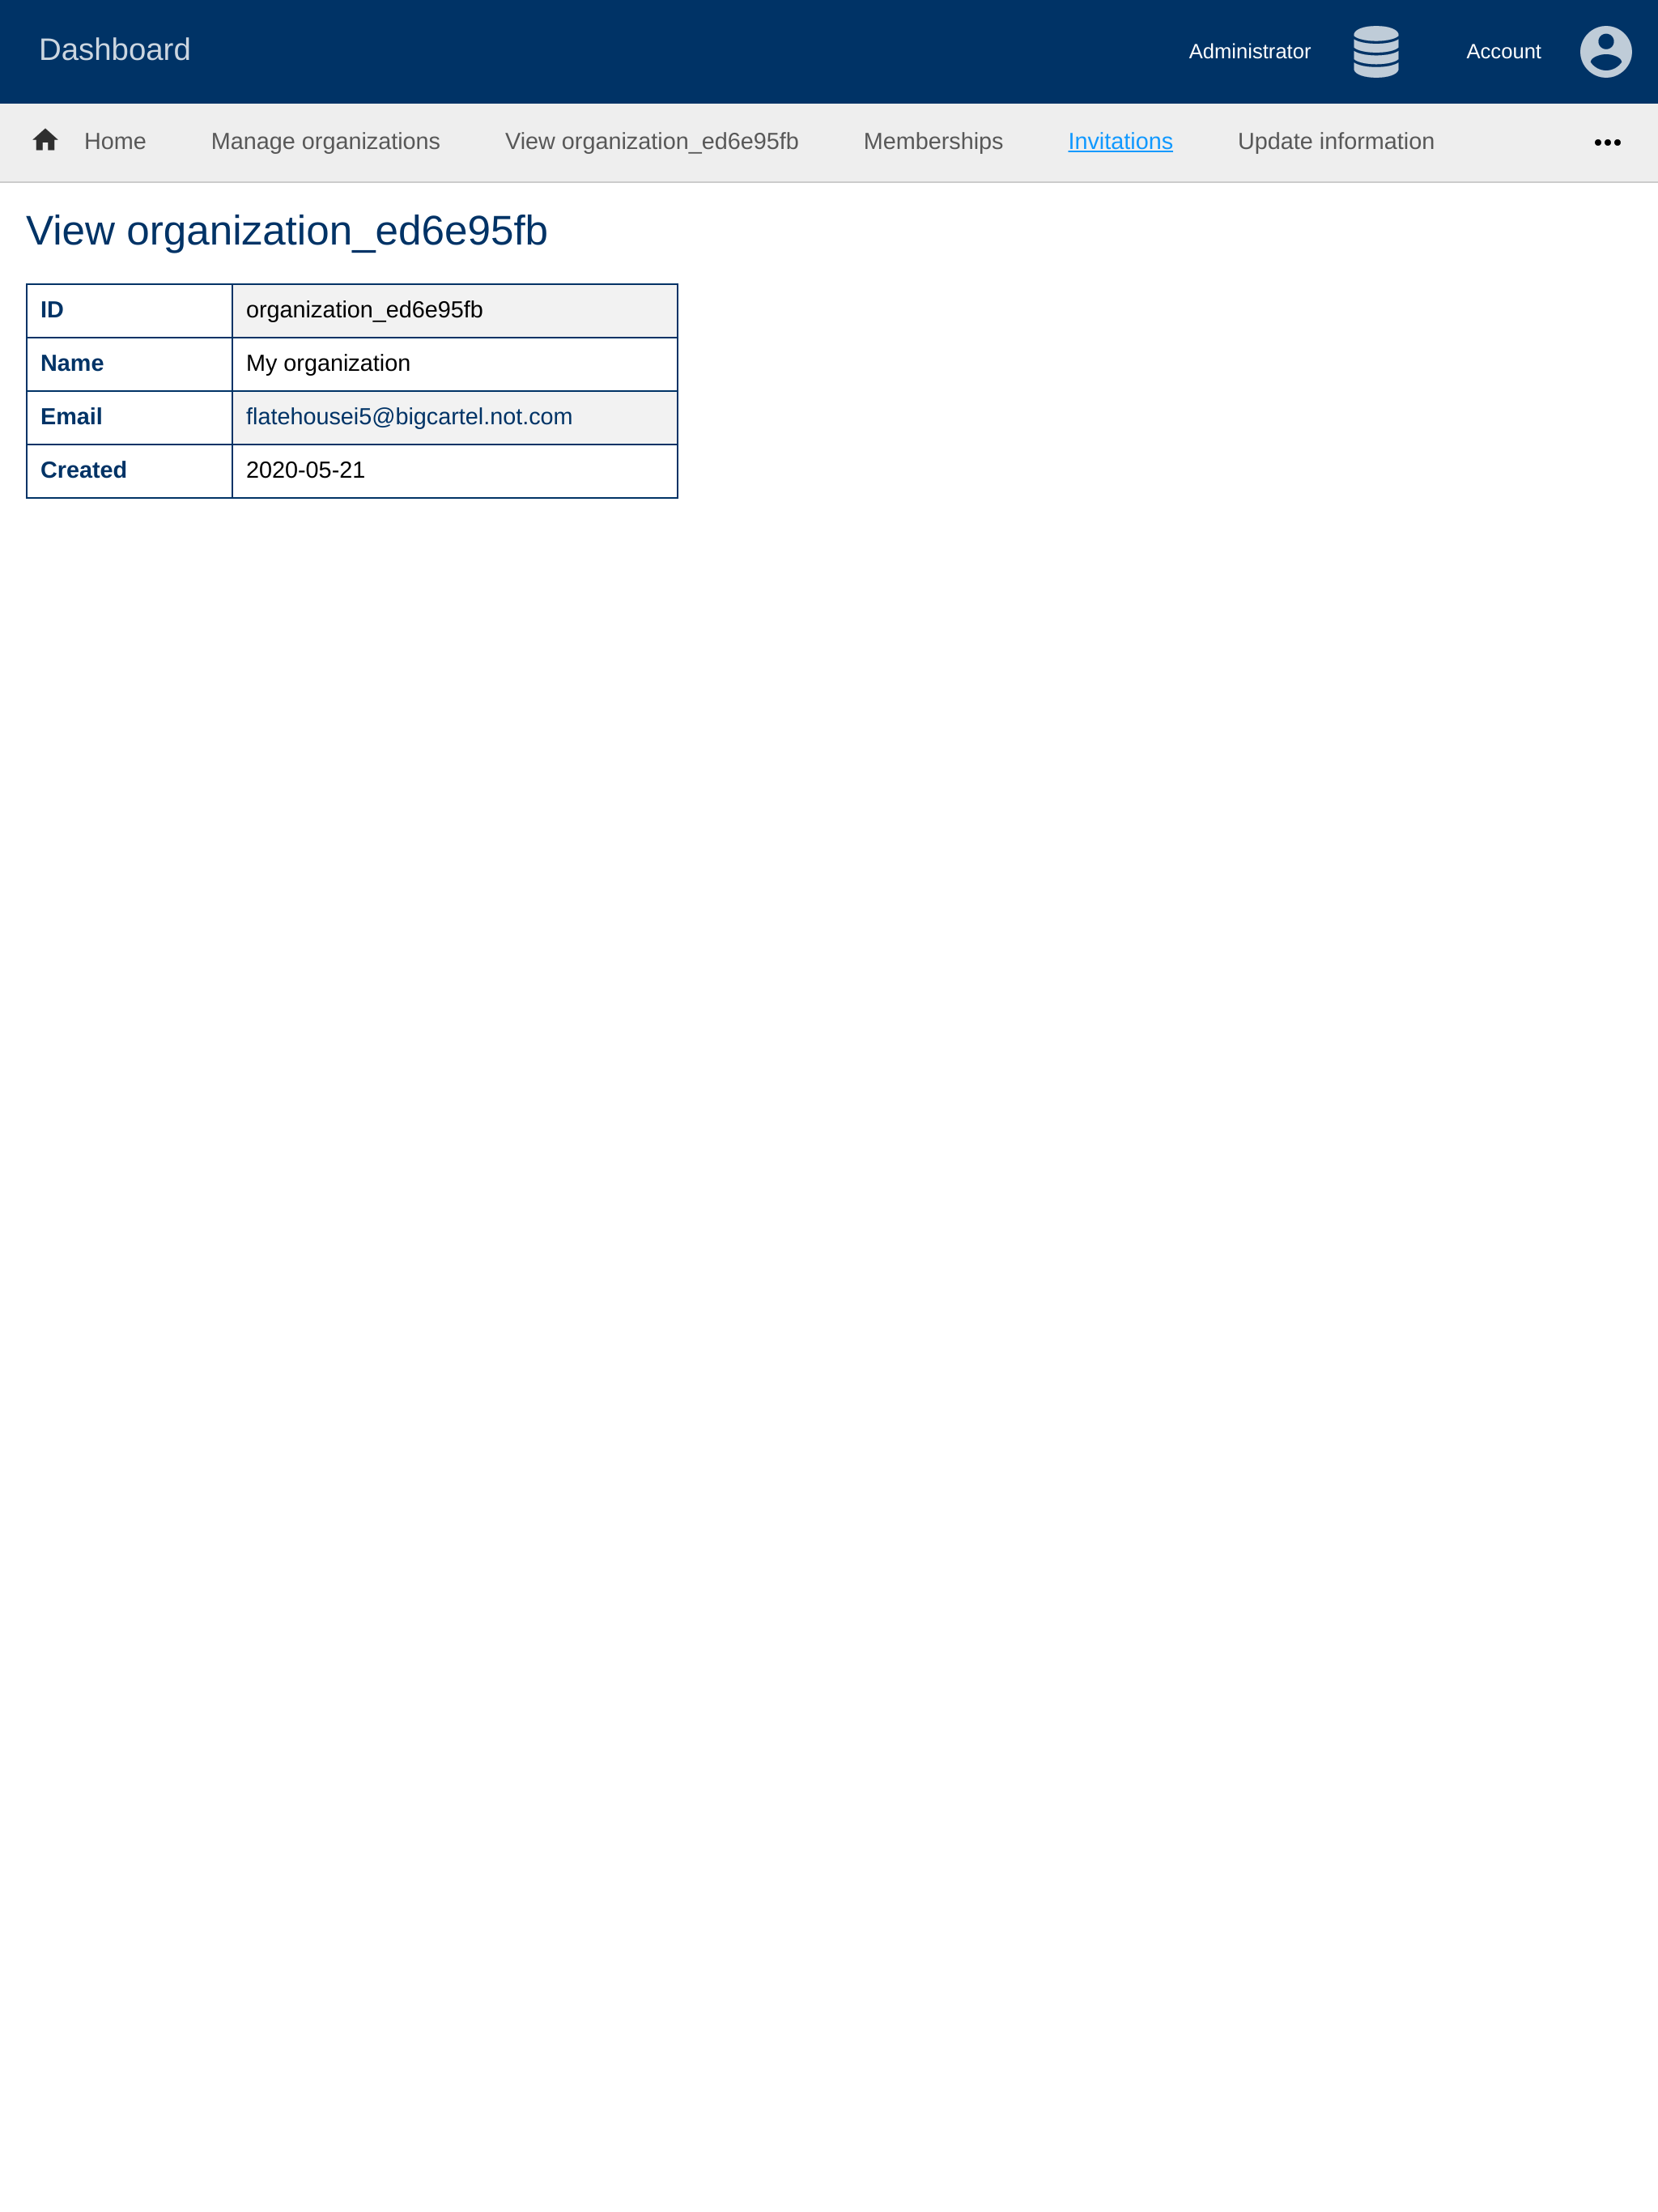 Dashboard Administrator Account
Home Manage organizations View organization_ed6e95fb Memberships Invitations Update information
View organization_ed6e95fb
ID organization_ed6e95fb
Name My organization
Email flatehousei5@bigcartel.not.com
Created 2020-05-21